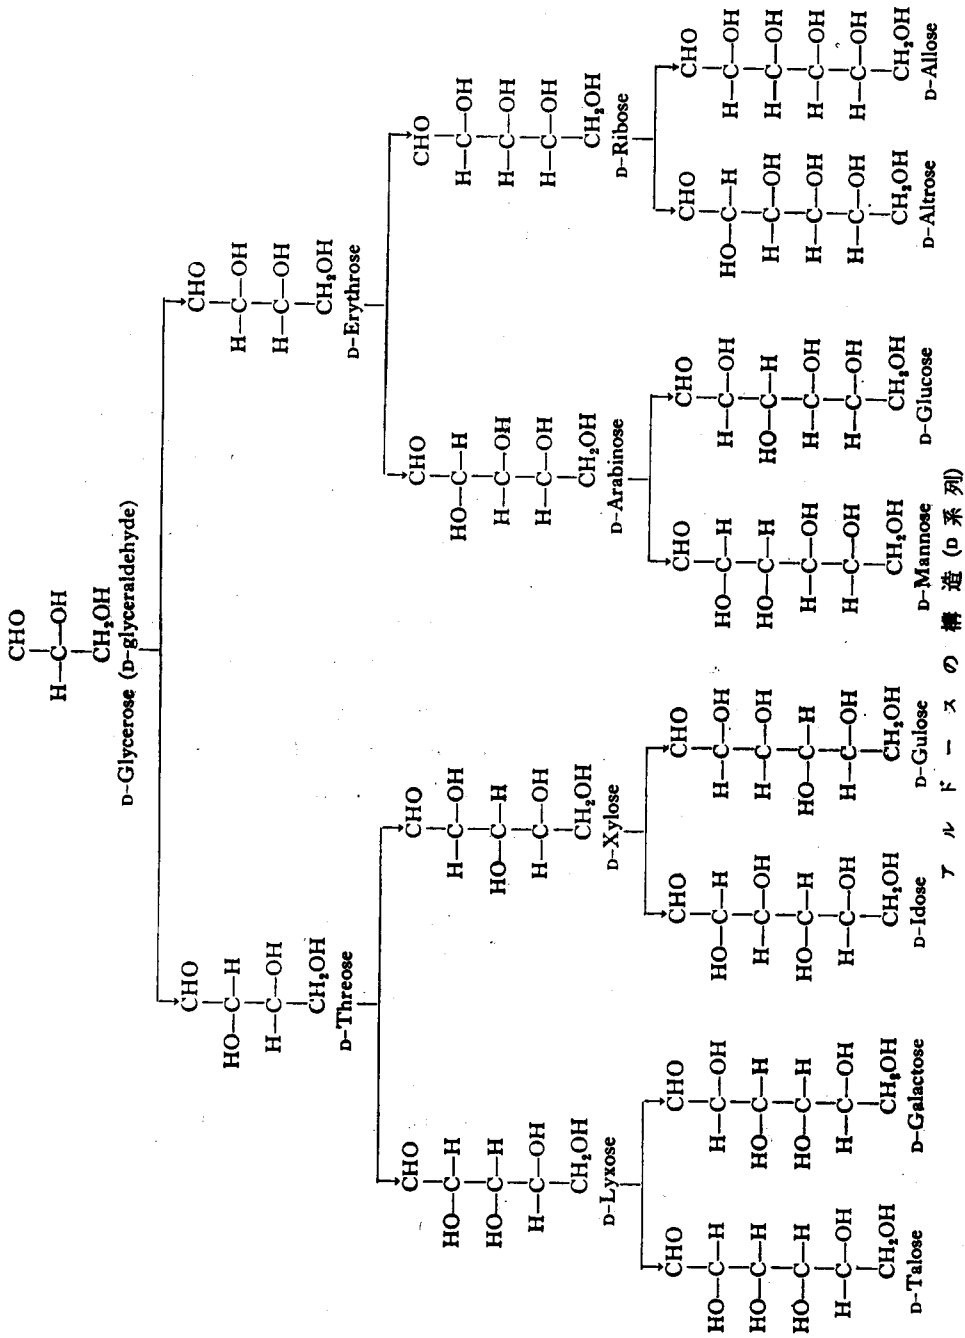 CHO
H—C—OH
CH₂OH
D-Glycerose (D-glyceraldehyde)
CHO
HO—C—H
H—C—OH
CH₂OH
D-Threose
CHO
H—C—OH
H—C—OH
CH₂OH
D-Erythrose
CHO
HO—C—H
HO—C—H
H—C—OH
CH₂OH
D-Lyxose
CHO
H—C—OH
HO—C—H
H—C—OH
CH₂OH
D-Xylose
CHO
HO—C—H
H—C—OH
H—C—OH
CH₂OH
D-Arabinose
CHO
H—C—OH
H—C—OH
H—C—OH
CH₂OH
D-Ribose
CHO
HO—C—H
HO—C—H
HO—C—H
H—C—OH
CH₂OH
D-Talose
CHO
H—C—OH
HO—C—H
HO—C—H
H—C—OH
CH₂OH
D-Galactose
CHO
HO—C—H
H—C—OH
HO—C—H
H—C—OH
CH₂OH
D-Idose
CHO
H—C—OH
H—C—OH
HO—C—H
H—C—OH
CH₂OH
D-Gulose
CHO
HO—C—H
HO—C—H
H—C—OH
H—C—OH
CH₂OH
D-Mannose
CHO
H—C—OH
HO—C—H
H—C—OH
H—C—OH
CH₂OH
D-Glucose
CHO
HO—C—H
H—C—OH
H—C—OH
H—C—OH
CH₂OH
D-Altrose
CHO
H—C—OH
H—C—OH
H—C—OH
H—C—OH
CH₂OH
D-Allose
アルドースの構造(D系列)